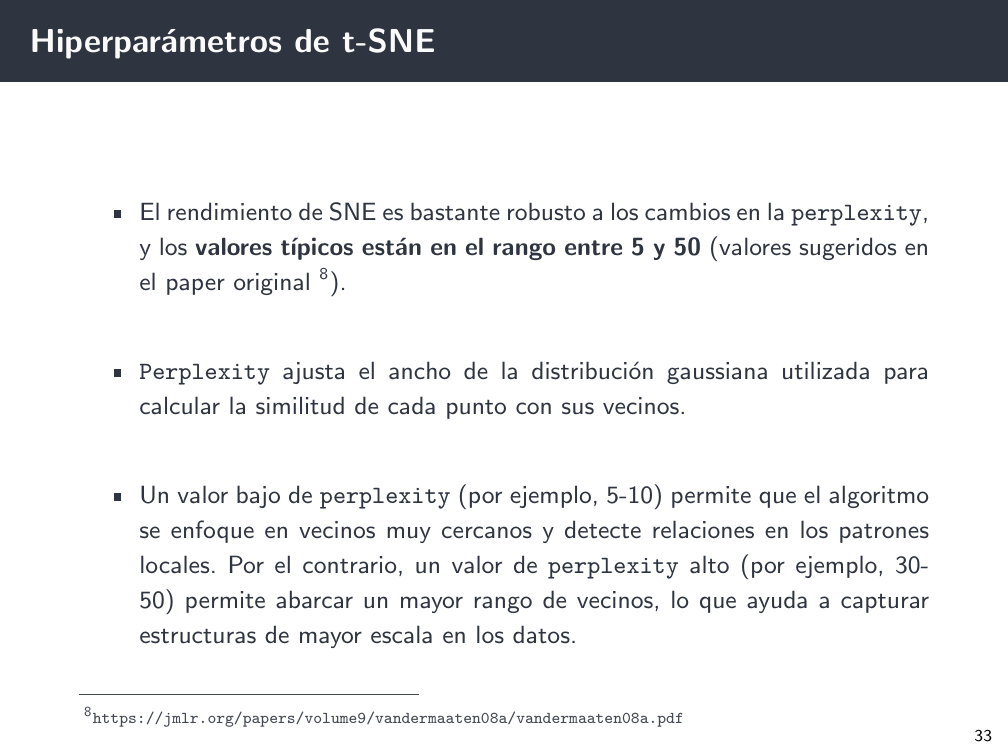 Hiperparámetros de t-SNE
▪ El rendimiento de SNE es bastante robusto a los cambios en la perplexity,
y los valores típicos están en el rango entre 5 y 50 (valores sugeridos en
el paper original 8).
▪ Perplexity ajusta el ancho de la distribución gaussiana utilizada para
calcular la similitud de cada punto con sus vecinos.
▪ Un valor bajo de perplexity (por ejemplo, 5-10) permite que el algoritmo
se enfoque en vecinos muy cercanos y detecte relaciones en los patrones
locales. Por el contrario, un valor de perplexity alto (por ejemplo, 30-
50) permite abarcar un mayor rango de vecinos, lo que ayuda a capturar
estructuras de mayor escala en los datos.
8https://jmlr.org/papers/volume9/vandermaaten08a/vandermaaten08a.pdf
33